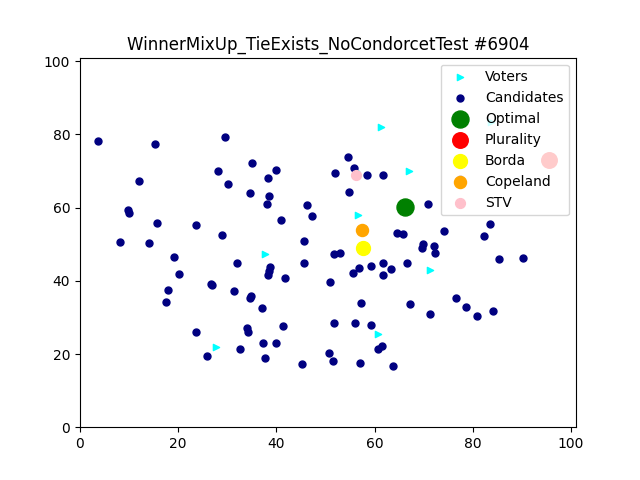 WinnerMixUp_TieExists_NoCondorcetTest #6904
100
80
60
40
20
0
0
20
40
60
80
100
Voters
Candidates
Optimal
Plurality
Borda
Copeland
STV